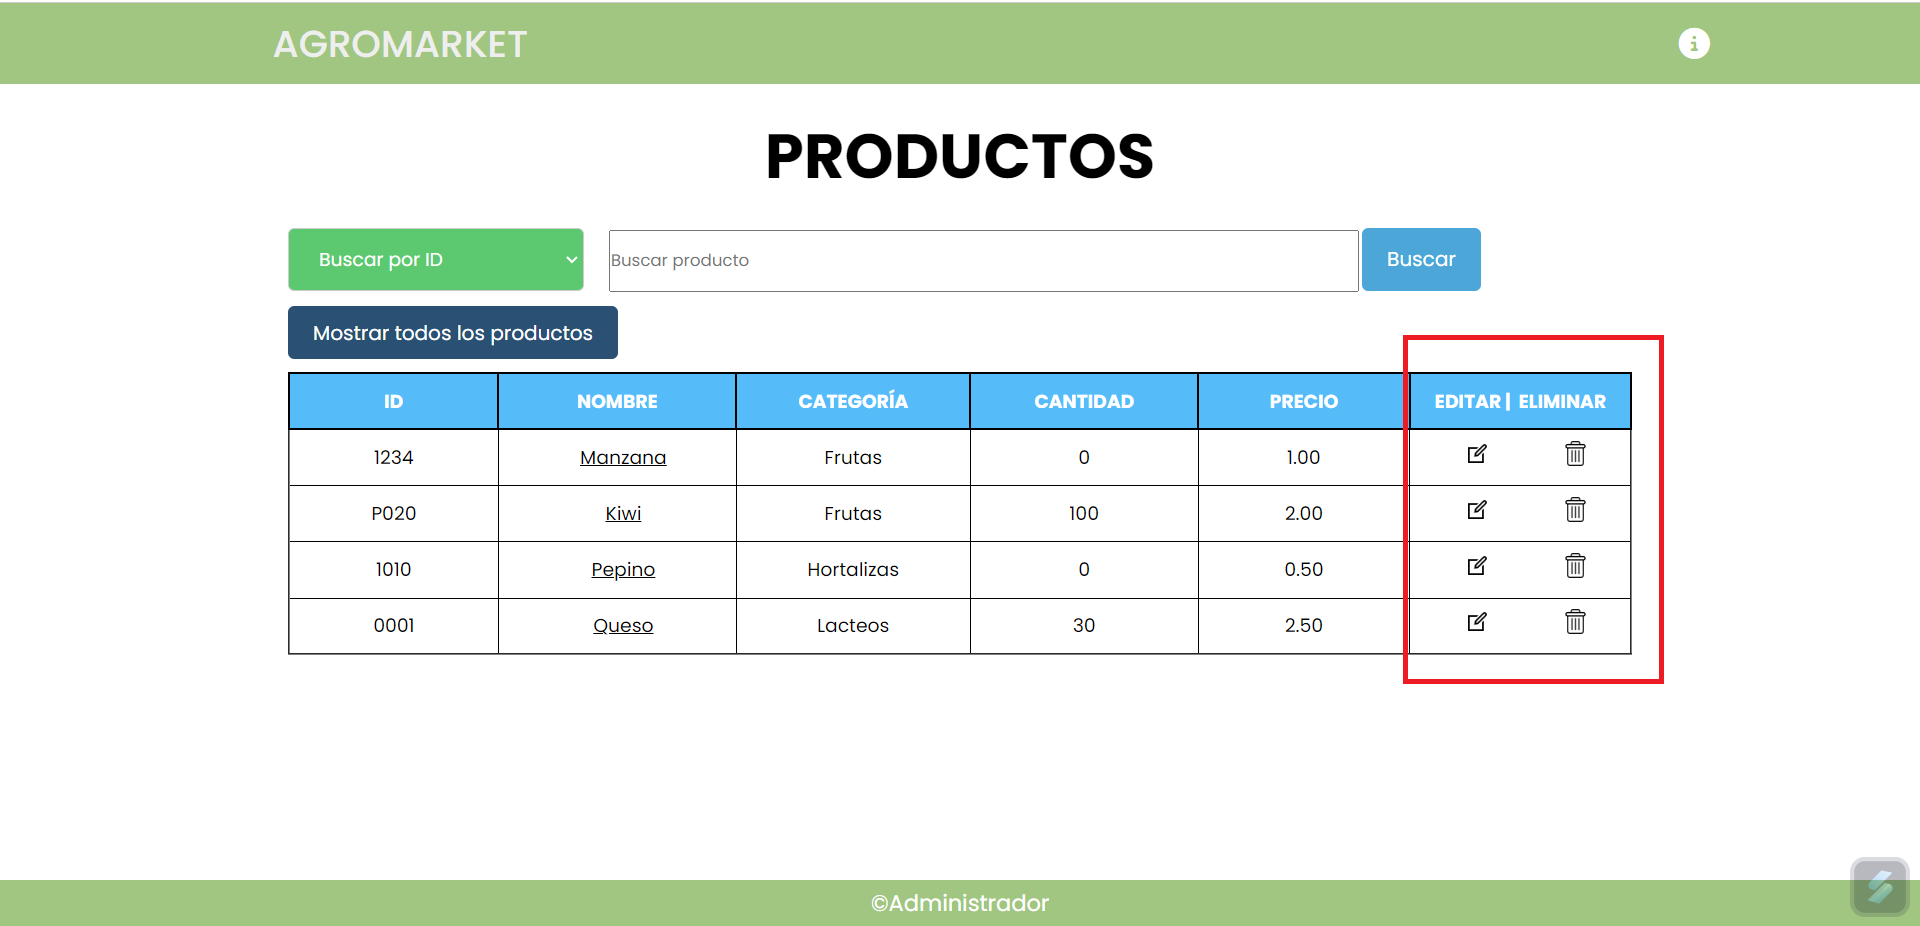 AGROMARKET
PRODUCTOS
Buscar por ID
Buscar producto
Buscar
Mostrar todos los productos
ID NOMBRE CATEGORÍA CANTIDAD PRECIO EDITAR | ELIMINAR
1234 Manzana Frutas 0 1.00
P020 Kiwi Frutas 100 2.00
1010 Pepino Hortalizas 0 0.50
0001 Queso Lacteos 30 2.50
©Administrador